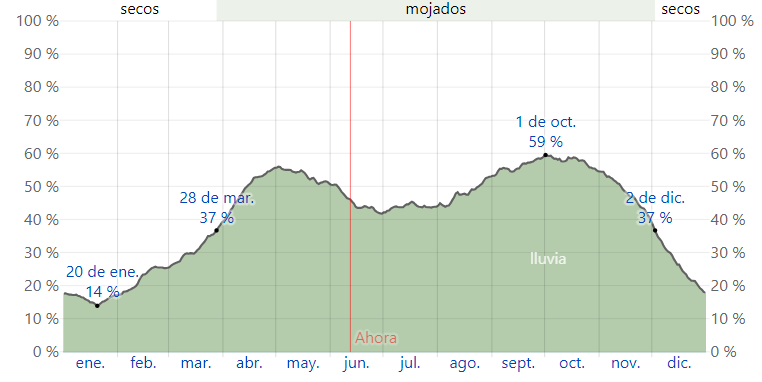 secos mojados secos
100 % 100 %
90 % 90 %
80 % 80 %
70 % 70 %
1 de oct.
60 % 59 % 60 %
50 % 50 %
28 de mar. 2 de dic.
40 % 37 % 37 % 40 %
30 % 30 %
lluvia
20 de ene.
20 % 14 % 20 %
10 % 10 %
Ahora
0 % 0 %
ene. feb. mar. abr. may. jun. jul. ago. sept. oct. nov. dic.